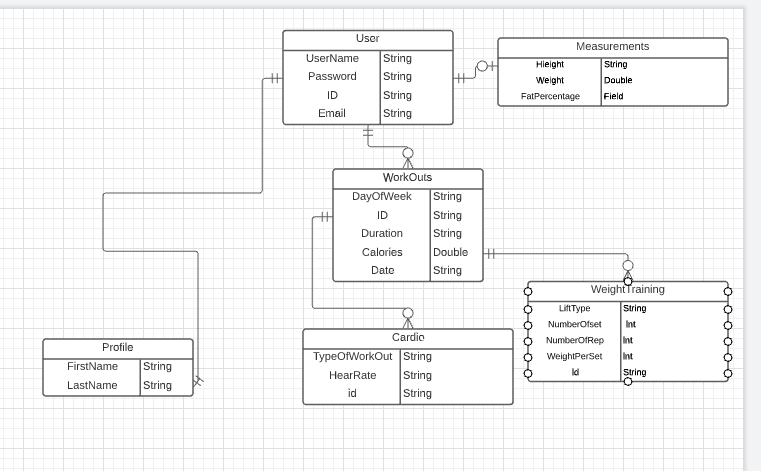 User
UserName String
Password String
ID String
Email String
Measurements
Hieght String
Weight Double
FatPercentage Field
WorkOuts
DayOfWeek String
ID String
Duration String
Calories Double
Date String
WeightTraining
LiftType String
NumberOfset Int
NumberOfRep Int
WeightPerSet Int
Id String
Cardio
TypeOfWorkOut String
HearRate String
id String
Profile
FirstName String
LastName String